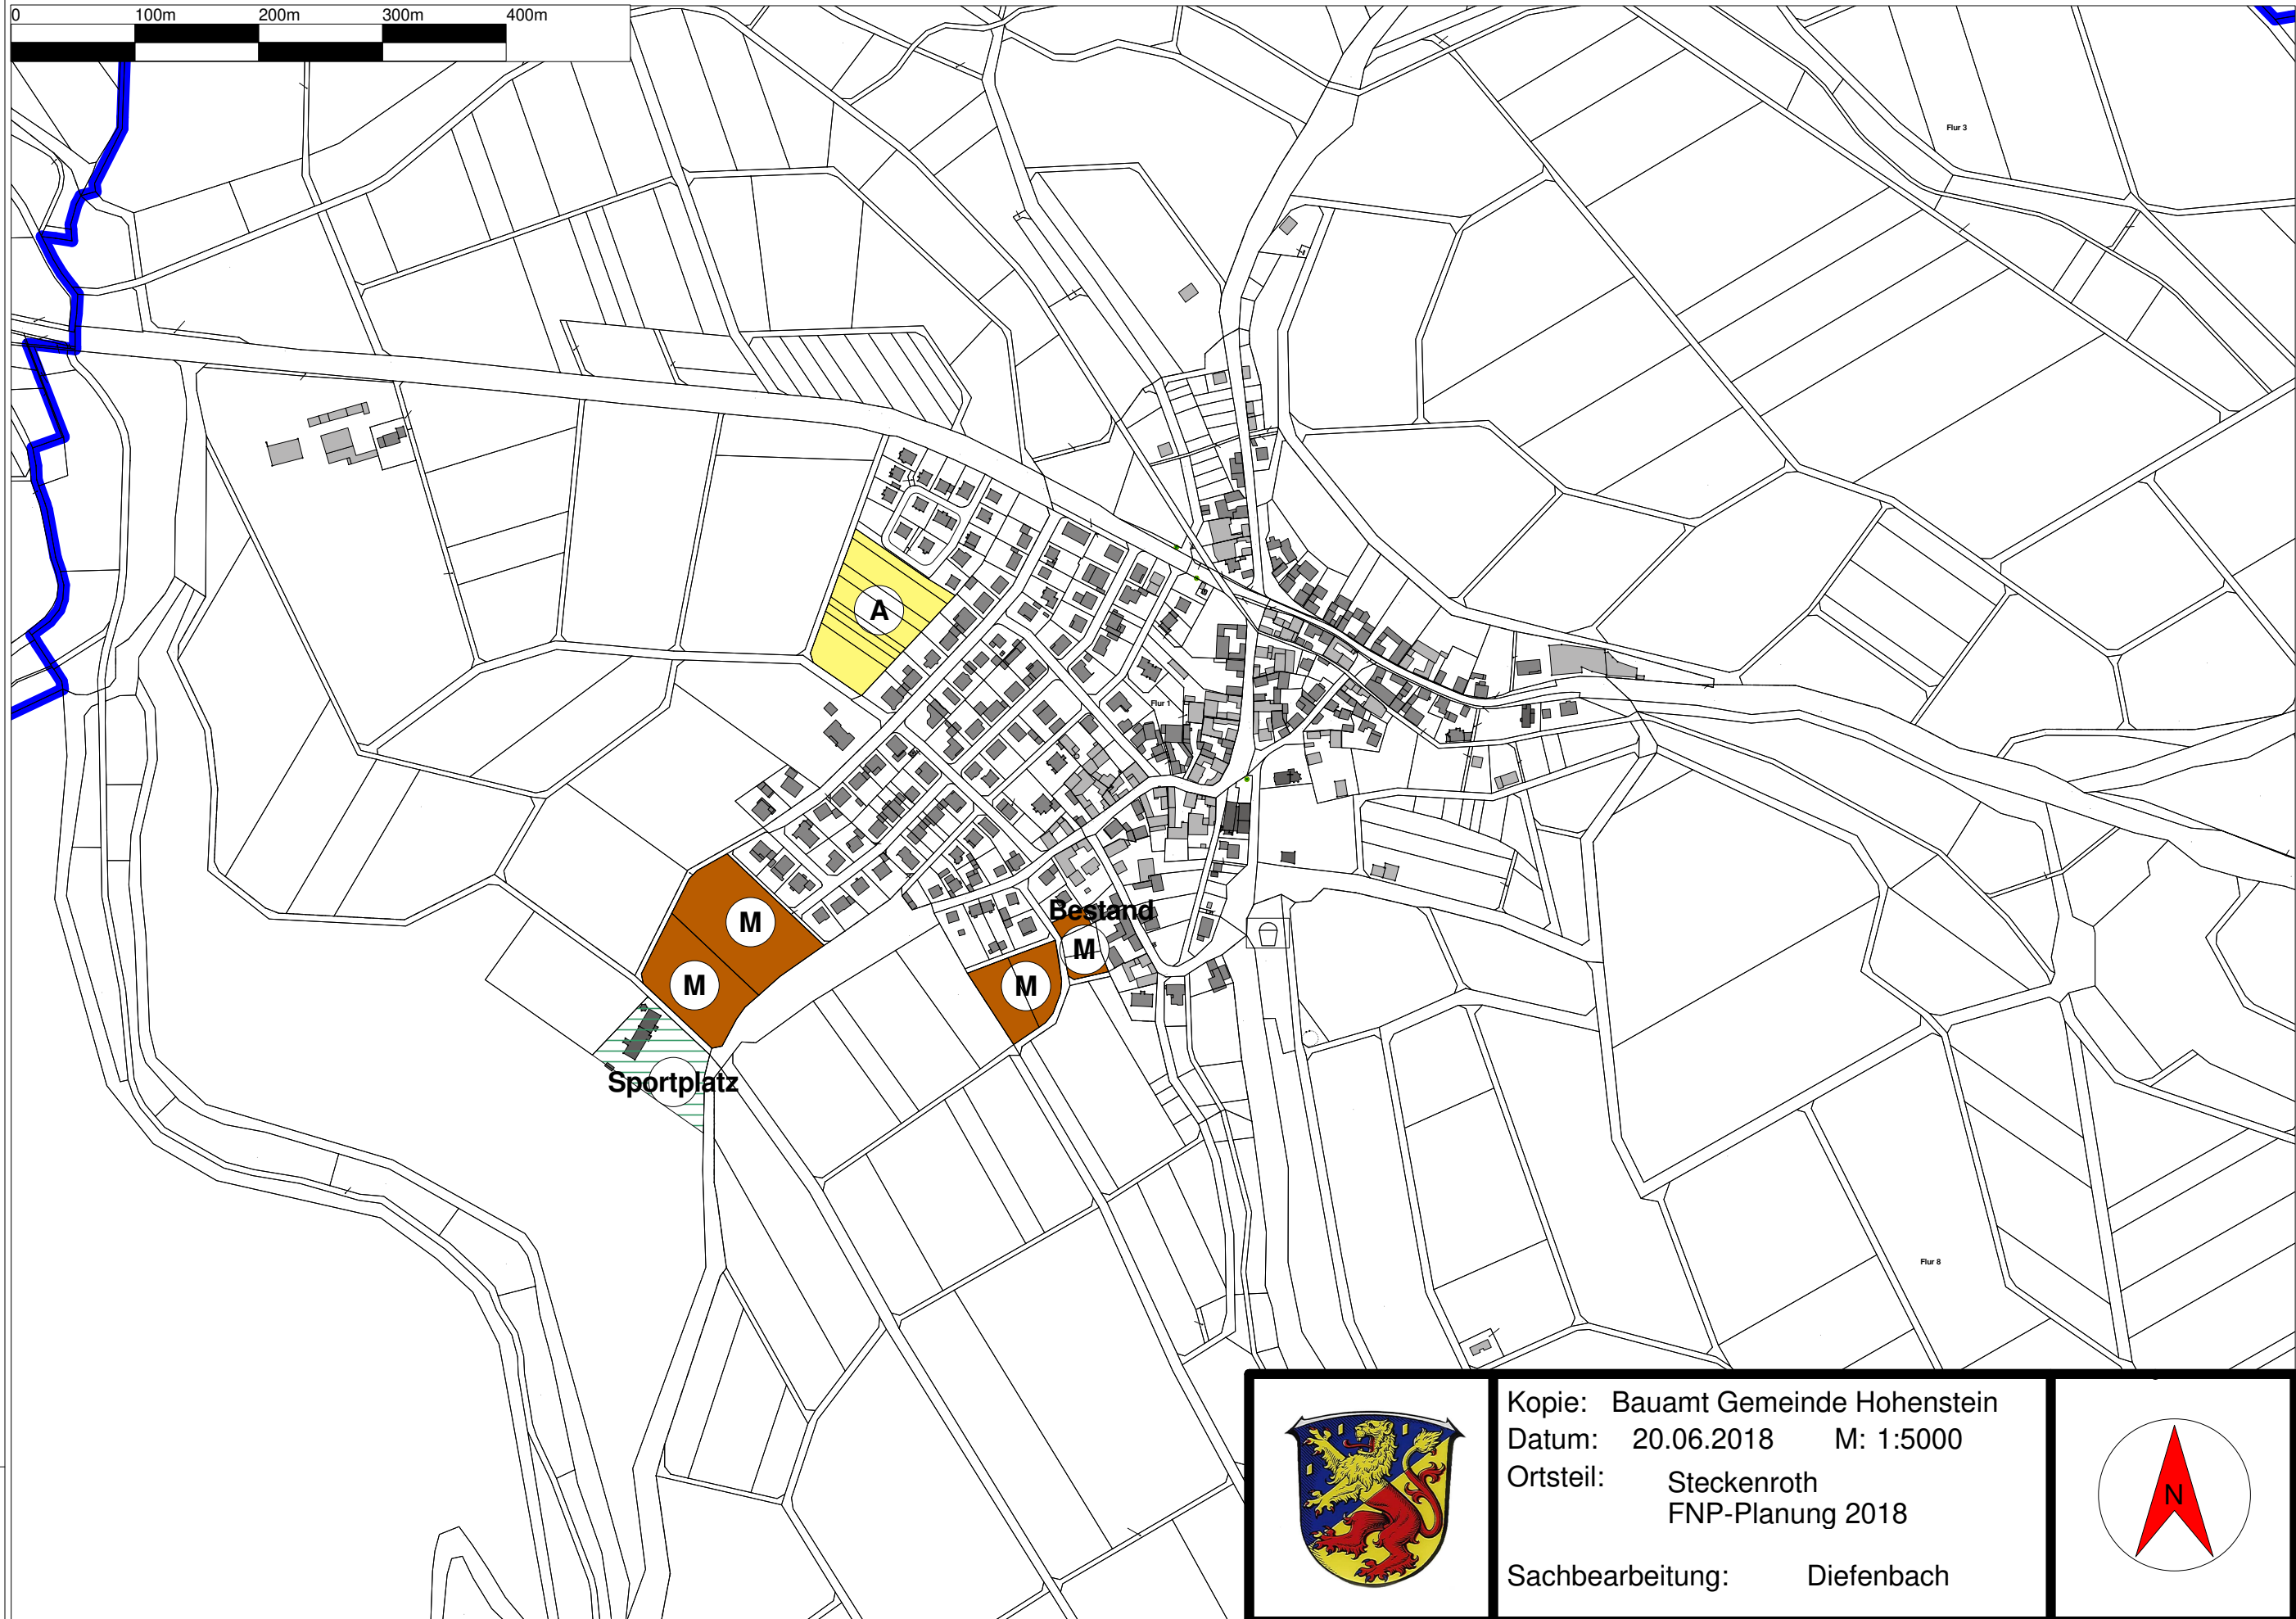 0 100m 200m 300m 400m
Flur 3
A
Flur 1
Bestand
M
M
M
M
Sportplatz
Flur 8
Kopie: Bauamt Gemeinde Hohenstein
Datum: 20.06.2018 M: 1:5000
Ortsteil: Steckenroth
FNP-Planung 2018
Sachbearbeitung: Diefenbach
N